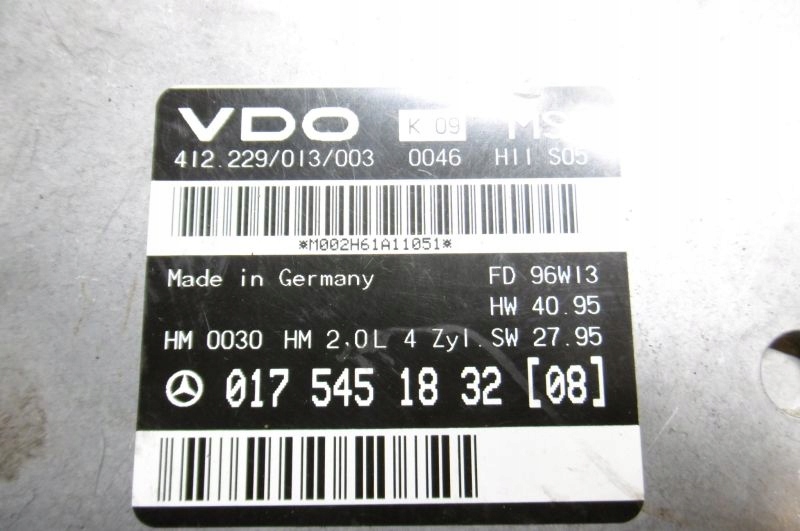 VDO K 09
412.229/013/003 0046 H11 S05
*M002H61A11051*
Made in Germany FD 96W13
HW 40.95
HM 0030 HM 2.0L 4 Zyl. SW 27.95
017 545 18 32 [08]